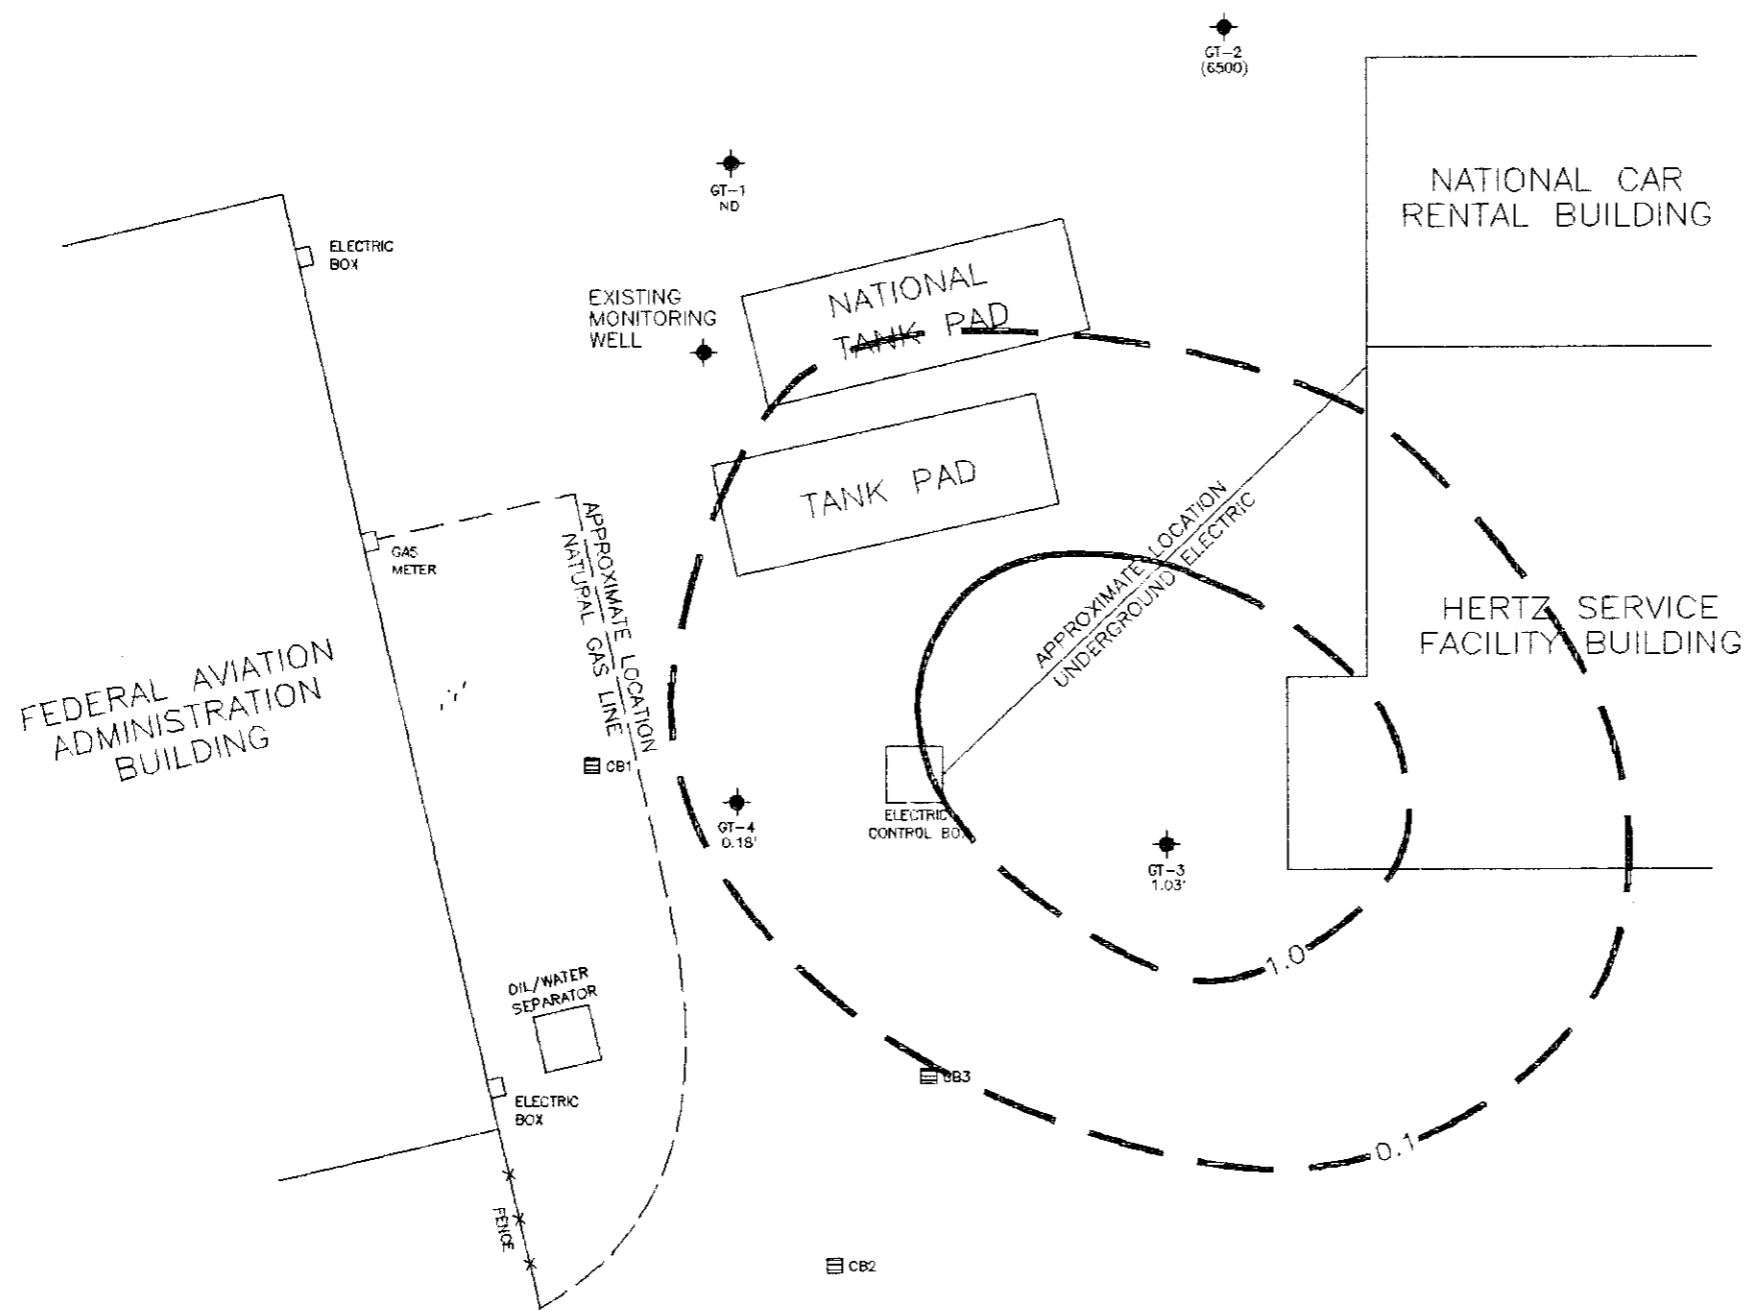 GT-2
(6500)
NATIONAL CAR
RENTAL BUILDING
GT-1
ND
ELECTRIC
BOX
EXISTING
MONITORING
WELL
NATIONAL
TANK PAD
TANK PAD
GAS
METER
APPROXIMATE LOCATION
NATURAL GAS LINE
APPROXIMATE LOCATION
UNDERGROUND ELECTRIC
HERTZ SERVICE
FACILITY BUILDING
FEDERAL AVIATION
ADMINISTRATION
BUILDING
CB1
GT-4
0.18'
ELECTRIC
CONTROL BOX
GT-3
1.03'
1.0
OIL/WATER
SEPARATOR
CB3
ELECTRIC
BOX
0.1
FENCE
CB2